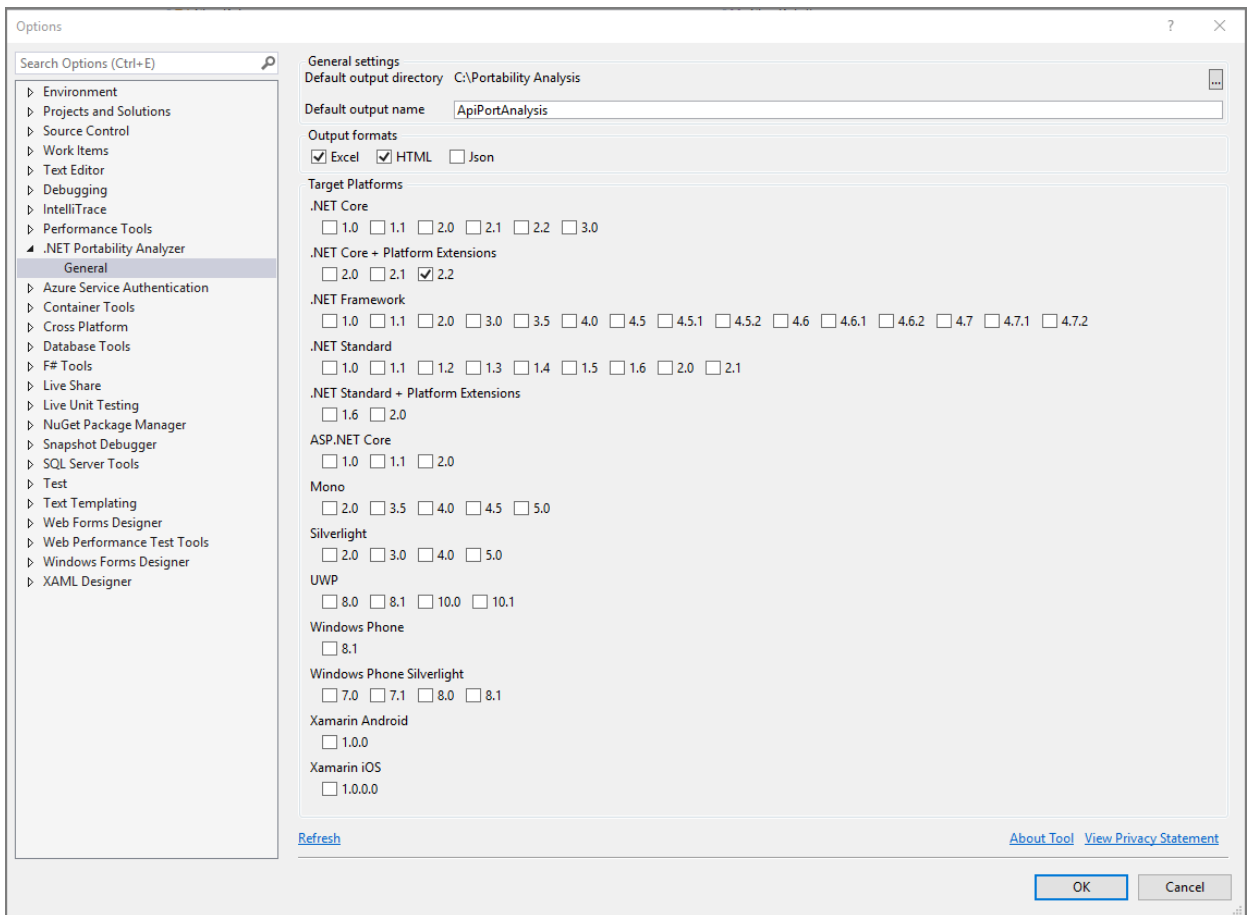 Options
?
Search Options (Ctrl+E)
Environment
Projects and Solutions
Source Control
Work Items
Text Editor
Debugging
IntelliTrace
Performance Tools
.NET Portability Analyzer
General
Azure Service Authentication
Container Tools
Cross Platform
Database Tools
F# Tools
Live Share
Live Unit Testing
NuGet Package Manager
Snapshot Debugger
SQL Server Tools
Test
Text Templating
Web Forms Designer
Web Performance Test Tools
Windows Forms Designer
XAML Designer
General settings
Default output directory C:\Portability Analysis ...
Default output name ApiPortAnalysis
Output formats
Excel HTML Json
Target Platforms
.NET Core
1.0 1.1 2.0 2.1 2.2 3.0
.NET Core + Platform Extensions
2.0 2.1 2.2
.NET Framework
1.0 1.1 2.0 3.0 3.5 4.0 4.5 4.5.1 4.5.2 4.6 4.6.1 4.6.2 4.7 4.7.1 4.7.2
.NET Standard
1.0 1.1 1.2 1.3 1.4 1.5 1.6 2.0 2.1
.NET Standard + Platform Extensions
1.6 2.0
ASP.NET Core
1.0 1.1 2.0
Mono
2.0 3.5 4.0 4.5 5.0
Silverlight
2.0 3.0 4.0 5.0
UWP
8.0 8.1 10.0 10.1
Windows Phone
8.1
Windows Phone Silverlight
7.0 7.1 8.0 8.1
Xamarin Android
1.0.0
Xamarin iOS
1.0.0.0
Refresh
About Tool View Privacy Statement
OK Cancel